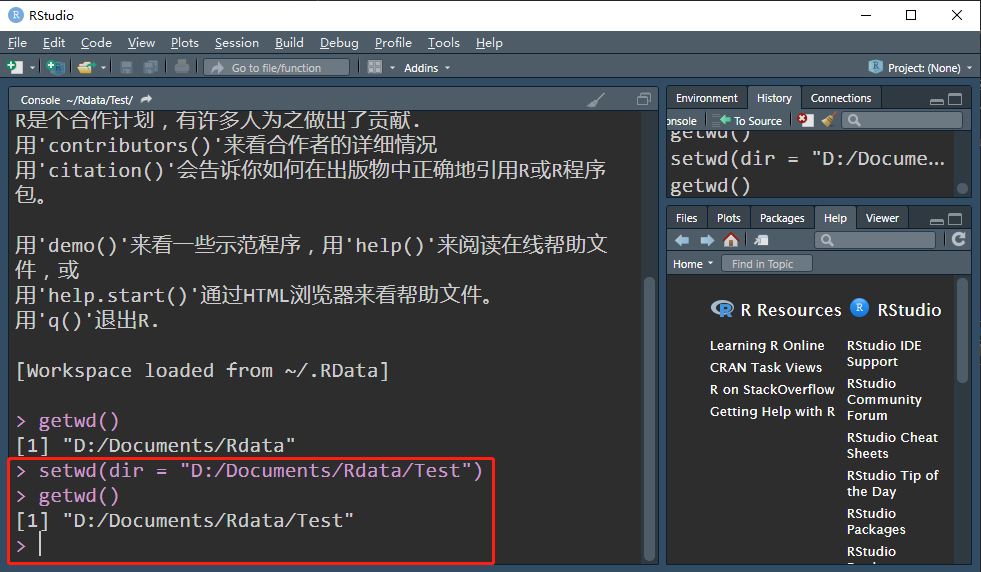 RStudio
File Edit Code View Plots Session Build Debug Profile Tools Help
Go to file/function Addins Project: (None)
Console ~/Rdata/Test/
R是个合作计划，有许多人为之做出了贡献.
用'contributors()'来看合作者的详细情况
用'citation()'会告诉你如何在出版物中正确地引用R或R程序
包。
用'demo()'来看一些示范程序，用'help()'来阅读在线帮助文
件，或
用'help.start()'通过HTML浏览器来看帮助文件。
用'q()'退出R.
[Workspace loaded from ~/.RData]
> getwd()
[1] "D:/Documents/Rdata"
> setwd(dir = "D:/Documents/Rdata/Test")
> getwd()
[1] "D:/Documents/Rdata/Test"
>
Environment History Connections
onsole To Source
getwd()
setwd(dir = "D:/Docume...
getwd()
Files Plots Packages Help Viewer
Home Find in Topic
R Resources
Learning R Online
CRAN Task Views
R on StackOverflow
Getting Help with R
R RStudio
RStudio IDE
Support
RStudio
Community
Forum
RStudio Cheat
Sheets
RStudio Tip of
the Day
RStudio
Packages
RStudio